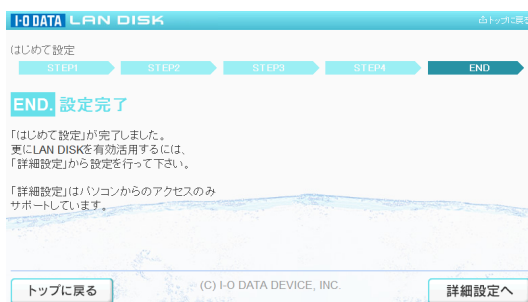 I-O DATA LAN DISK
トップに戻る
はじめて設定
STEP1 STEP2 STEP3 STEP4 END
END. 設定完了
「はじめて設定」が完了しました。
更にLAN DISKを有効活用するには、
「詳細設定」から設定を行って下さい。
「詳細設定」はパソコンからのアクセスのみ
サポートしています。
トップに戻る (C) I-O DATA DEVICE, INC. 詳細設定へ